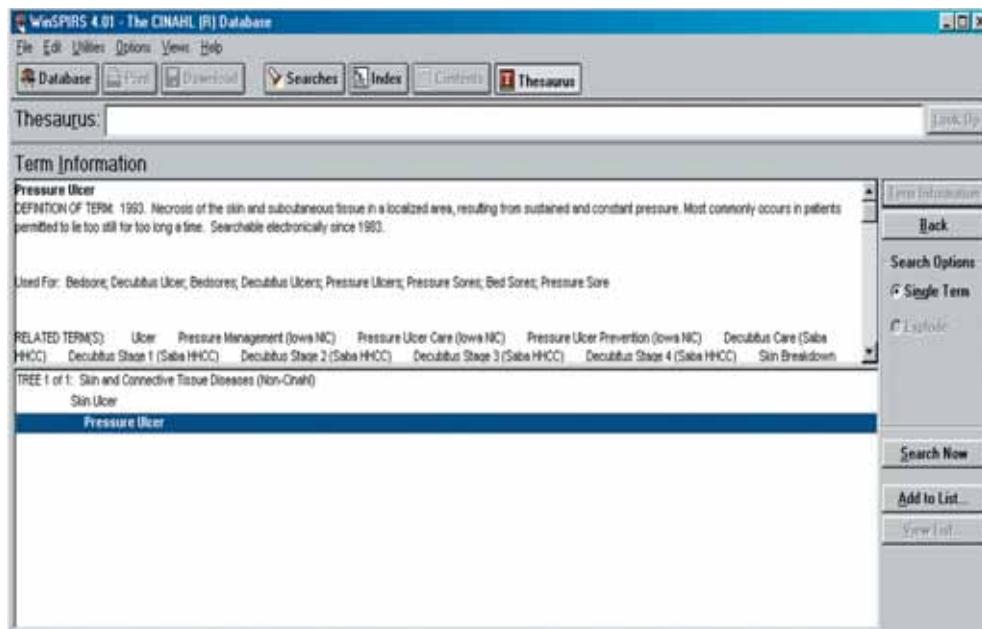 WinSPIRS 4.01 - The CINAHL (R) Database
File Edit Utilities Options Views Help
Database Print Download Searches Index Contents Thesaurus
Thesaurus:
Look Up
Term Information
Pressure Ulcer
DEFINITION OF TERM: 1993. Necrosis of the skin and subcutaneous tissue in a localized area, resulting from sustained and constant pressure. Most commonly occurs in patients
permitted to lie too still for too long a time. Searchable electronically since 1983.
Used For: Bedsore; Decubitus Ulcer; Bedsores; Decubitus Ulcers; Pressure Ulcers; Pressure Sores; Bed Sores; Pressure Sore
RELATED TERM(S): Ulcer Pressure Management (Iowa NIC) Pressure Ulcer Care (Iowa NIC) Pressure Ulcer Prevention (Iowa NIC) Decubitus Care (Saba
HHCC) Decubitus Stage 1 (Saba HHCC) Decubitus Stage 2 (Saba HHCC) Decubitus Stage 3 (Saba HHCC) Decubitus Stage 4 (Saba HHCC) Skin Breakdown
TREE 1 of 1: Skin and Connective Tissue Diseases (Non-Cinahl)
Skin Ulcer
Pressure Ulcer
Term Information
Back
Search Options
Single Term
Explode
Search Now
Add to List...
View List...